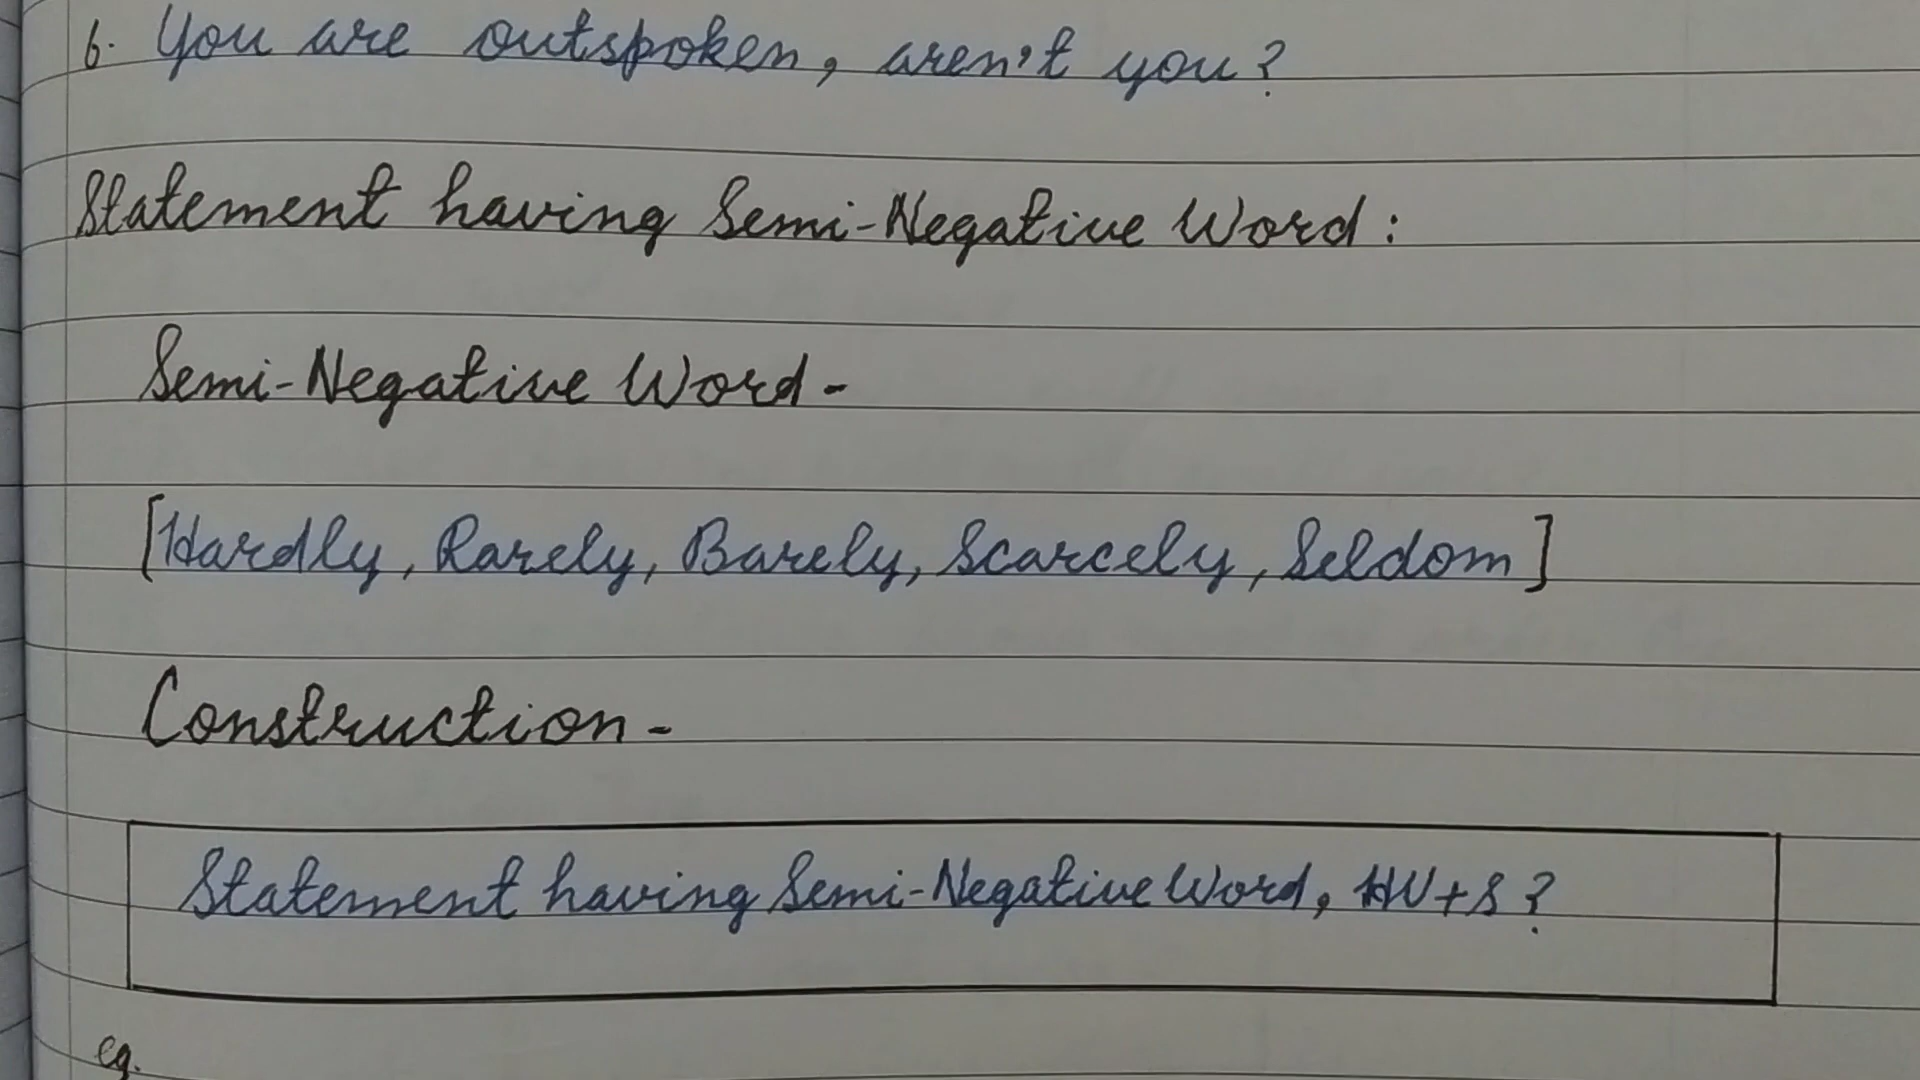 6. You are outspoken, aren't you?
Statement having Semi-Negative Word:
Semi-Negative Word-
[Hardly, Rarely, Barely, Scarcely, Seldom]
Construction-
Statement having Semi-Negative Word, HV+S?
eg.